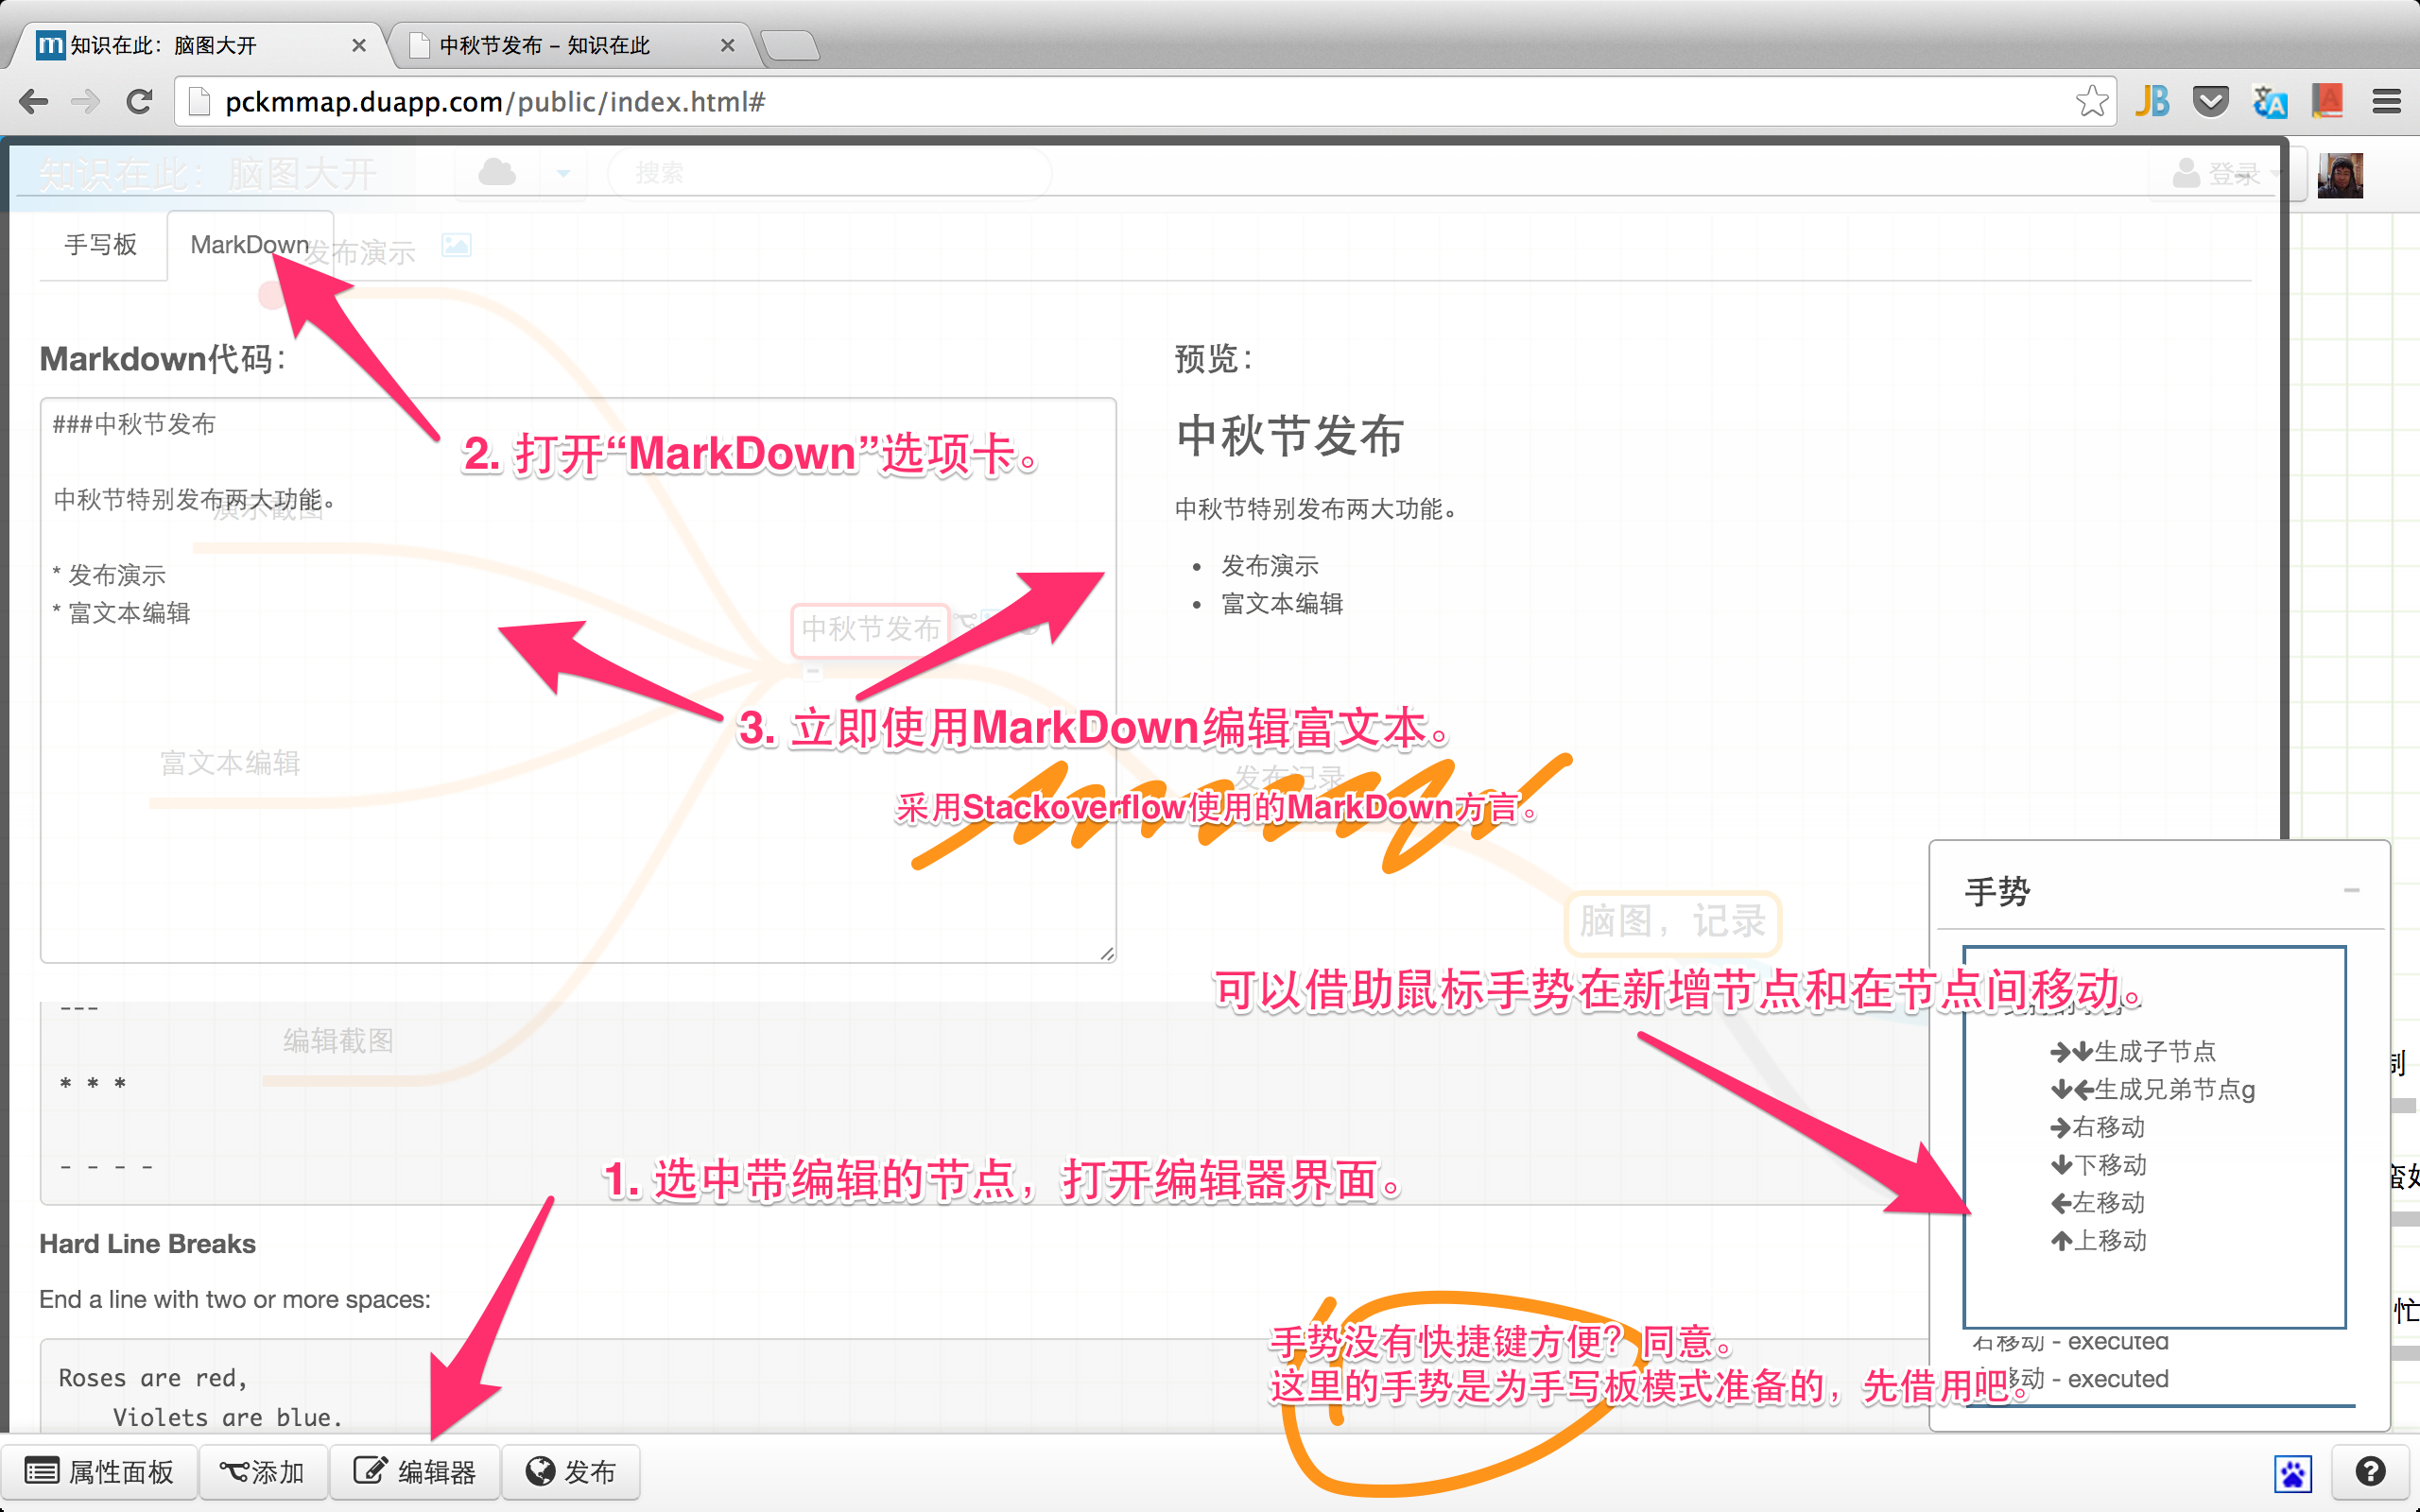 知识在此：脑图大开
中秋节发布 - 知识在此
pckmmap.duapp.com/public/index.html#
JB
知识在此：脑图大开
搜索
登录
手写板
MarkDown
发布演示
Markdown代码：
预览：
###中秋节发布
中秋节特别发布两大功能。
* 发布演示
* 富文本编辑
2. 打开“MarkDown”选项卡。
中秋节发布
中秋节特别发布两大功能。
• 发布演示
• 富文本编辑
演示截图
中秋节发布
3. 立即使用MarkDown编辑富文本。
富文本编辑
发布记录
采用Stackoverflow使用的MarkDown方言。
脑图，记录
手势
可以借助鼠标手势在新增节点和在节点间移动。
→↓生成子节点
↓←生成兄弟节点g
→右移动
↓下移动
←左移动
↑上移动
右移动 - executed
移动 - executed
---
编辑截图
* * *
- - - -
1. 选中带编辑的节点，打开编辑器界面。
Hard Line Breaks
End a line with two or more spaces:
Roses are red,
Violets are blue.
手势没有快捷键方便？同意。
这里的手势是为手写板模式准备的，先借用吧。
制
蛮好
忙
属性面板
添加
编辑器
发布